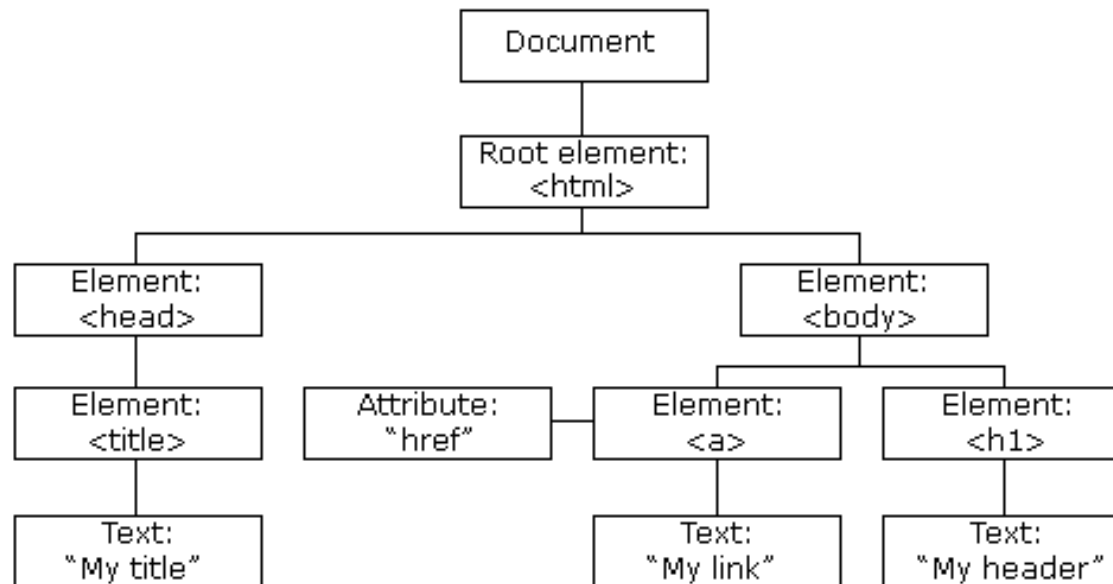 Document
Root element:
<html>
Element:
<head>
Element:
<body>
Element:
<title>
Attribute:
“href”
Element:
<a>
Element:
<h1>
Text:
“My title”
Text:
“My link”
Text:
“My header”